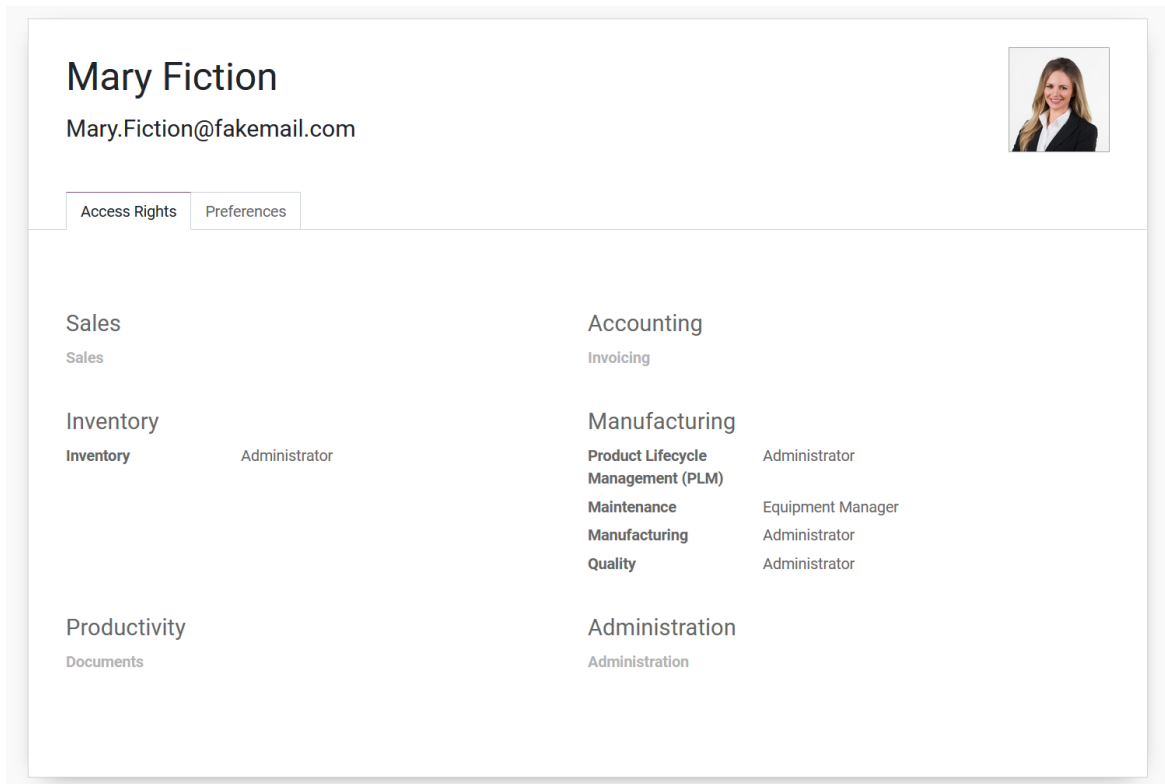 Mary Fiction
Mary.Fiction@fakemail.com
Access Rights
Preferences
Sales
Sales
Accounting
Invoicing
Inventory
Inventory
Administrator
Manufacturing
Product Lifecycle
Management (PLM)
Administrator
Maintenance
Equipment Manager
Manufacturing
Administrator
Quality
Administrator
Productivity
Documents
Administration
Administration